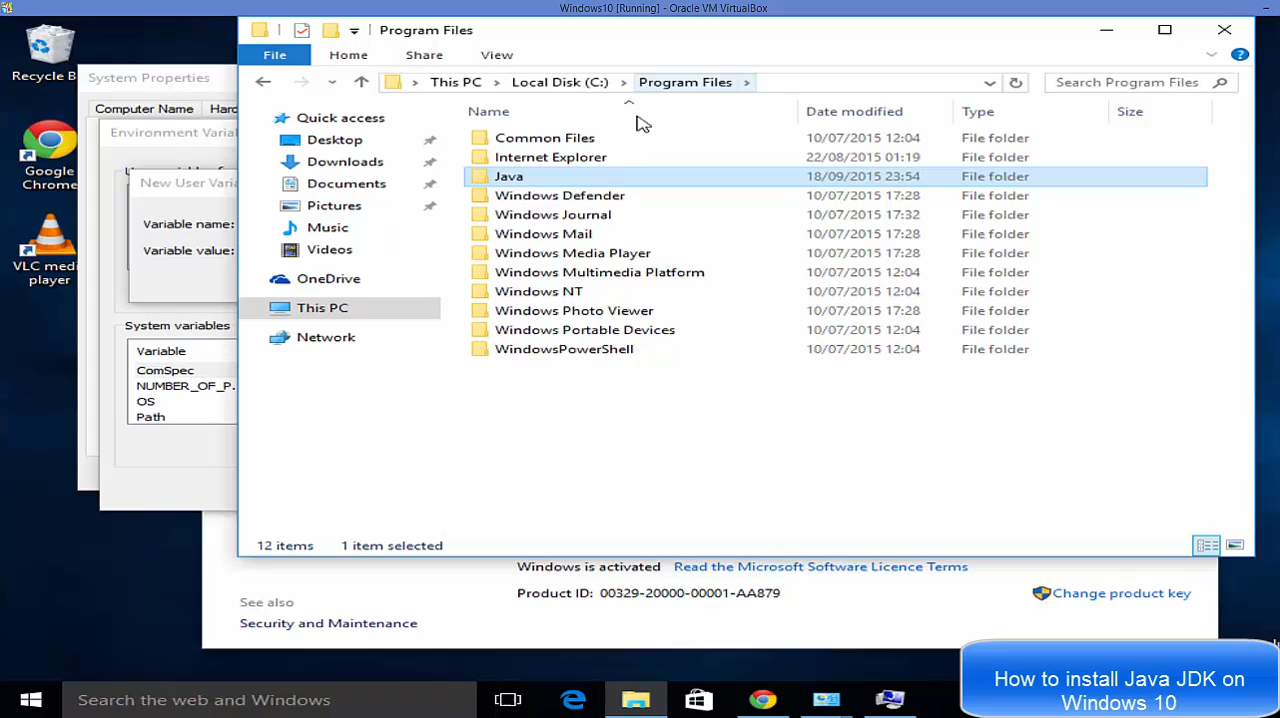 Windows10 [Running] - Oracle VM VirtualBox
Recycle B
Google
Chrome
VLC medi
player
System Properties
Computer Name
Hard
Environment Varia
New User Varia
Variable name:
Variable value:
System variables
Variable
ComSpec
NUMBER_OF_P.
OS
Path
Program Files
File
Home
Share
View
This PC
Local Disk (C:)
Program Files
Search Program Files
Quick access
Desktop
Downloads
Documents
Pictures
Music
Videos
OneDrive
This PC
Network
Name Date modified Type Size
Common Files 10/07/2015 12:04 File folder
Internet Explorer 22/08/2015 01:19 File folder
Java 18/09/2015 23:54 File folder
Windows Defender 10/07/2015 17:28 File folder
Windows Journal 10/07/2015 17:32 File folder
Windows Mail 10/07/2015 17:28 File folder
Windows Media Player 10/07/2015 17:28 File folder
Windows Multimedia Platform 10/07/2015 12:04 File folder
Windows NT 10/07/2015 12:04 File folder
Windows Photo Viewer 10/07/2015 17:28 File folder
Windows Portable Devices 10/07/2015 12:04 File folder
WindowsPowerShell 10/07/2015 12:04 File folder
12 items 1 item selected
Windows is activated Read the Microsoft Software Licence Terms
Product ID: 00329-20000-00001-AA879
Change product key
See also
Security and Maintenance
Search the web and Windows
How to install Java JDK on
Windows 10